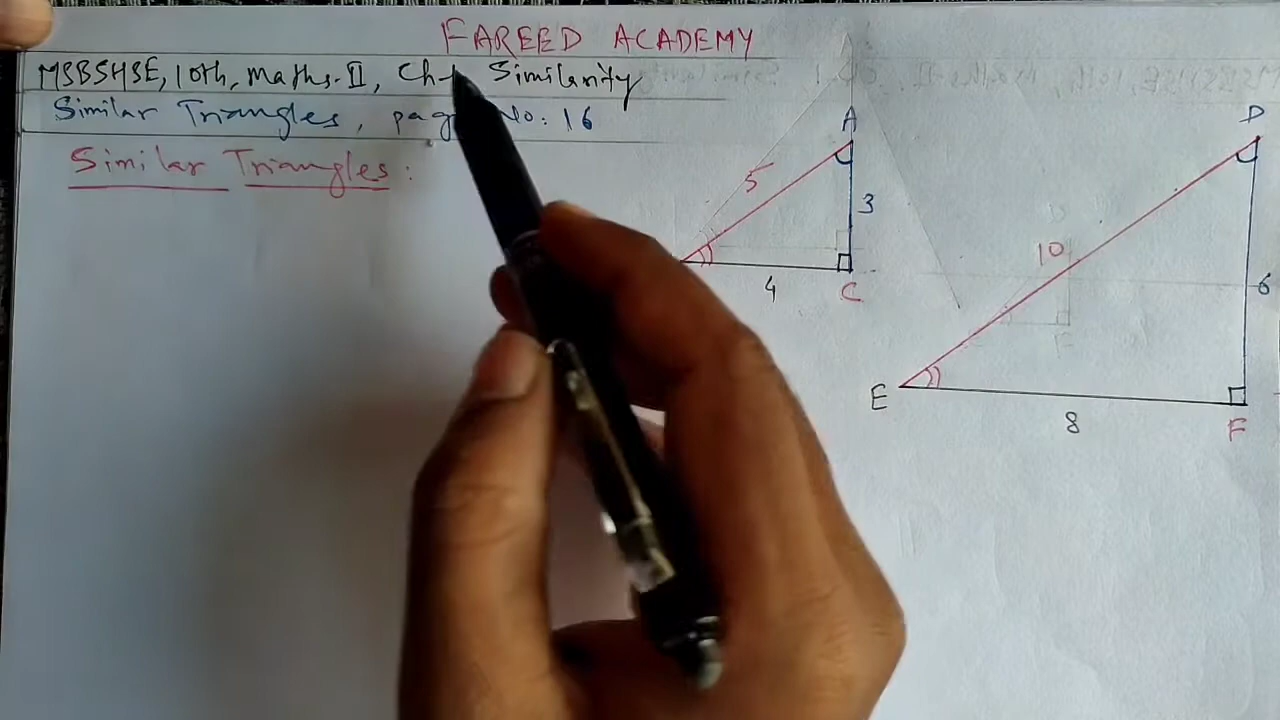 FAREED ACADEMY
MSBSHSE, 10th, Maths-II, Ch-1 Similarity
Similar Triangles, page No: 16
Similar Triangles:
A
5
3
4
C
D
10
6
E
8
F